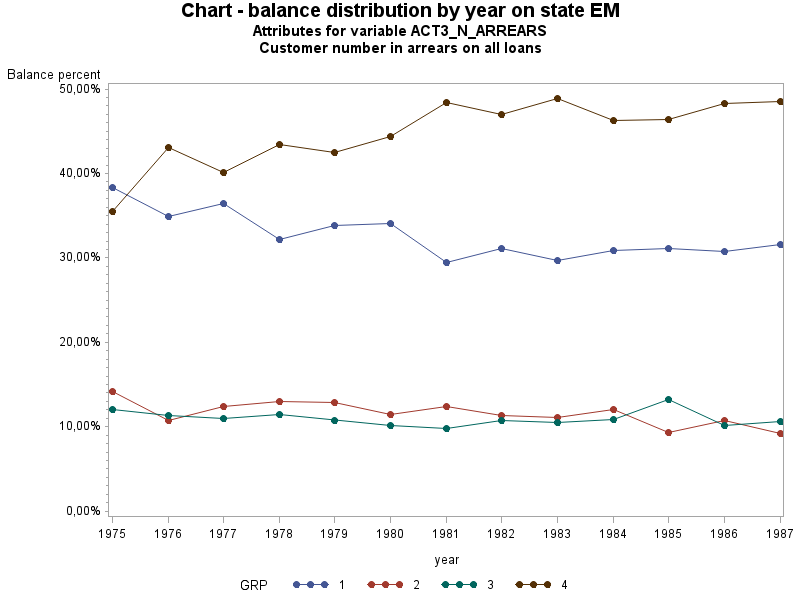 Chart - balance distribution by year on state EM
Attributes for variable ACT3_N_ARREARS
Customer number in arrears on all loans
Balance percent
50,00%
40,00%
30,00%
20,00%
10,00%
0,00%
1975 1976 1977 1978 1979 1980 1981 1982 1983 1984 1985 1986 1987
year
GRP 1 2 3 4